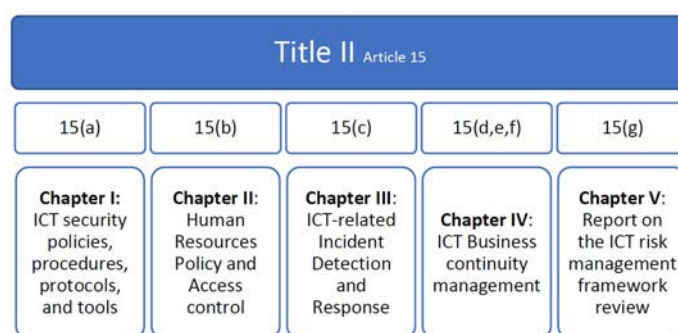 Title II Article 15
15(a)
15(b)
15(c)
15(d,e,f)
15(g)
Chapter I:
ICT security
policies,
procedures,
protocols,
and tools
Chapter II:
Human
Resources
Policy and
Access
control
Chapter III:
ICT-related
Incident
Detection
and
Response
Chapter IV:
ICT Business
continuity
management
Chapter V:
Report on
the ICT risk
management
framework
review